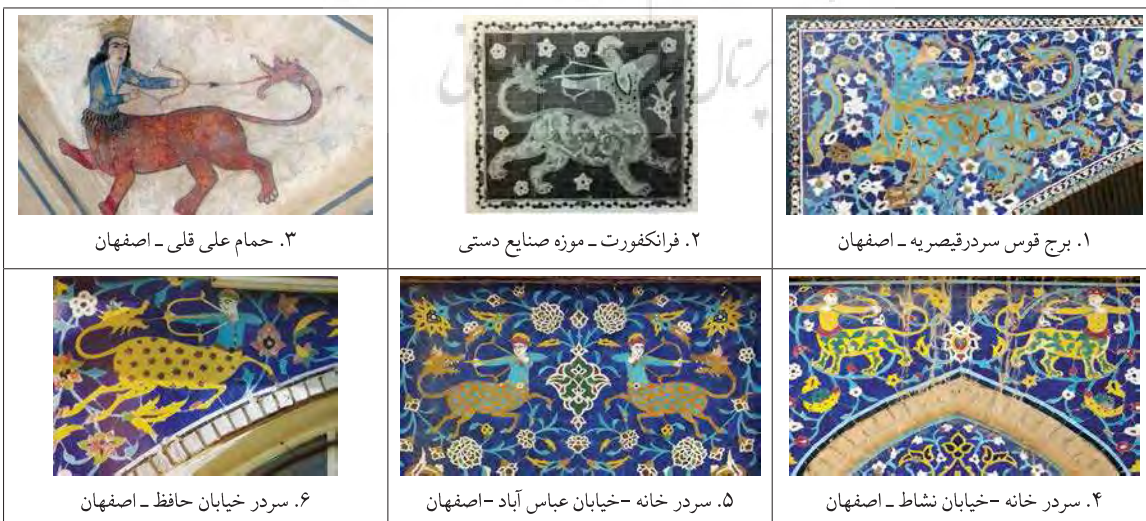 ۱. برج قوس سردرقیصریه ـ اصفهان
۲. فرانکفورت ـ موزه صنایع دستی
۳. حمام علی قلی ـ اصفهان
۴. سردر خانه -خیابان نشاط ـ اصفهان
۵. سردر خانه -خیابان عباس آباد -اصفهان
۶. سردر خیابان حافظ ـ اصفهان